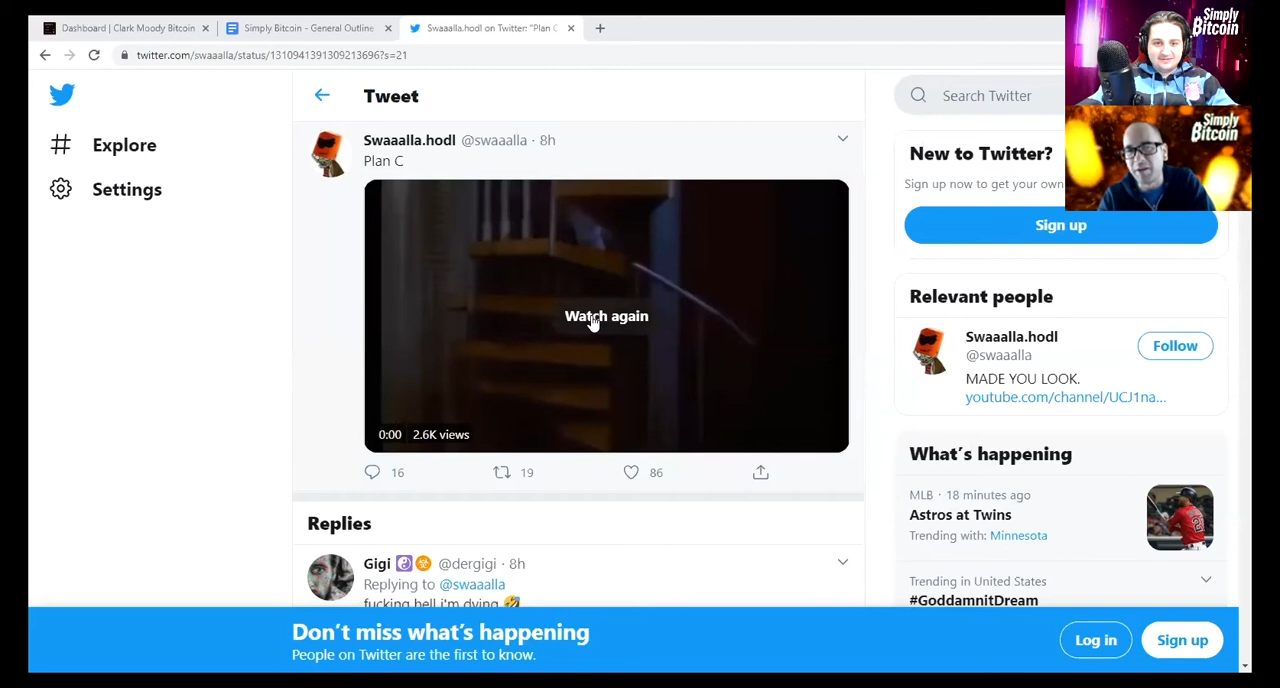 Dashboard | Clark Moody Bitcoin
Simply Bitcoin - General Outline
Swaaalla.hodl on Twitter: "Plan C
twitter.com/swaaalla/status/1310941391309213696?s=21
Simply
Bitcoin
Simply
Bitcoin
Explore
Settings
Tweet
Swaaalla.hodl @swaaalla · 8h
Plan C
Watch again
0:00 2.6K views
16 19 86
Replies
Gigi @dergigi · 8h
Replying to @swaaalla
fucking hell i'm dying 🤣
Search Twitter
New to Twitter?
Sign up now to get your own
Sign up
Relevant people
Swaaalla.hodl
@swaaalla
Follow
MADE YOU LOOK.
youtube.com/channel/UCJ1na...
What's happening
MLB · 18 minutes ago
Astros at Twins
Trending with: Minnesota
Trending in United States
#GoddamnitDream
Don't miss what's happening
People on Twitter are the first to know.
Log in
Sign up